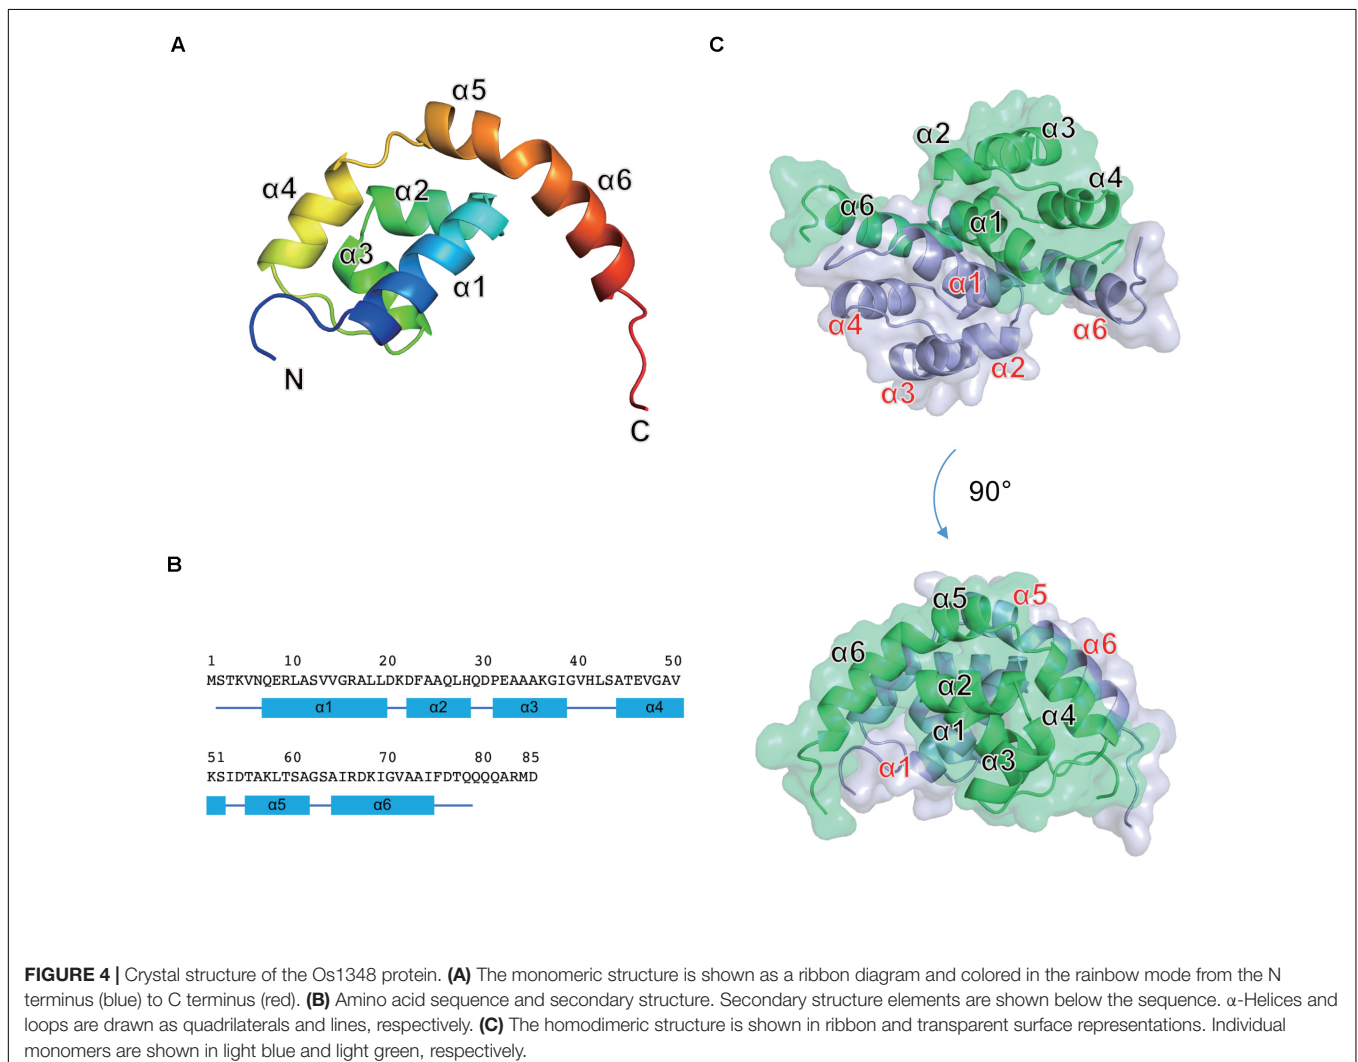 A
α5
α4
α2
α6
α3
α1
N
C
B
1 10 20 30 40 50
MSTKVNQERLASVVGRALLDKDFAAQLHQDPEAAAKGIGVHLSATEVGAV
α1 α2 α3 α4
51 60 70 80 85
KSIDTAKLTSAGSAIRDKIGVAAIFDTQQQQARMD
α5 α6
C
α2 α3
α4
α6
α1
α1
α4 α6
α2
α3
90°
α5 α5
α6 α6
α2
α4
α1
α1 α3
FIGURE 4 | Crystal structure of the Os1348 protein. (A) The monomeric structure is shown as a ribbon diagram and colored in the rainbow mode from the N
terminus (blue) to C terminus (red). (B) Amino acid sequence and secondary structure. Secondary structure elements are shown below the sequence. α-Helices and
loops are drawn as quadrilaterals and lines, respectively. (C) The homodimeric structure is shown in ribbon and transparent surface representations. Individual
monomers are shown in light blue and light green, respectively.